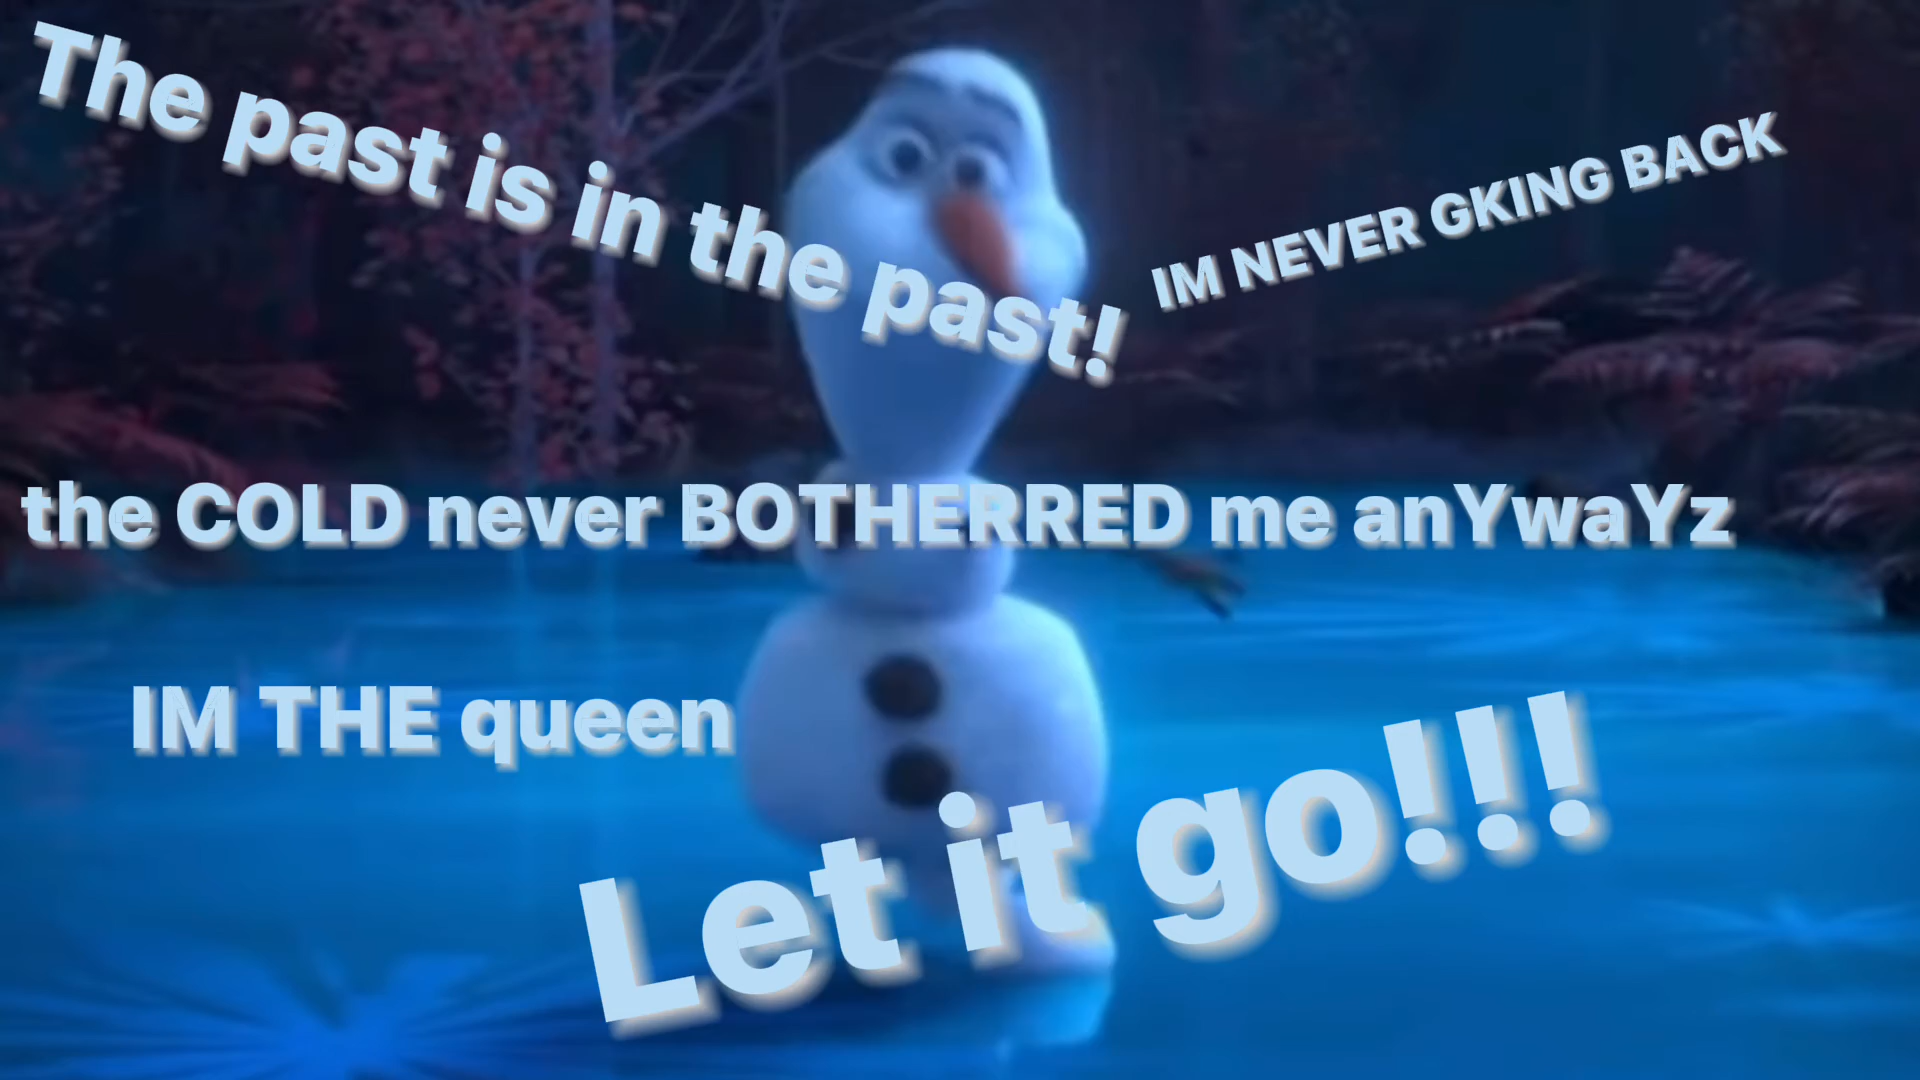 The past is in the past!
IM NEVER GKING BACK
the COLD never BOTHERRED me anYwaYz
IM THE queen
Let it go!!!